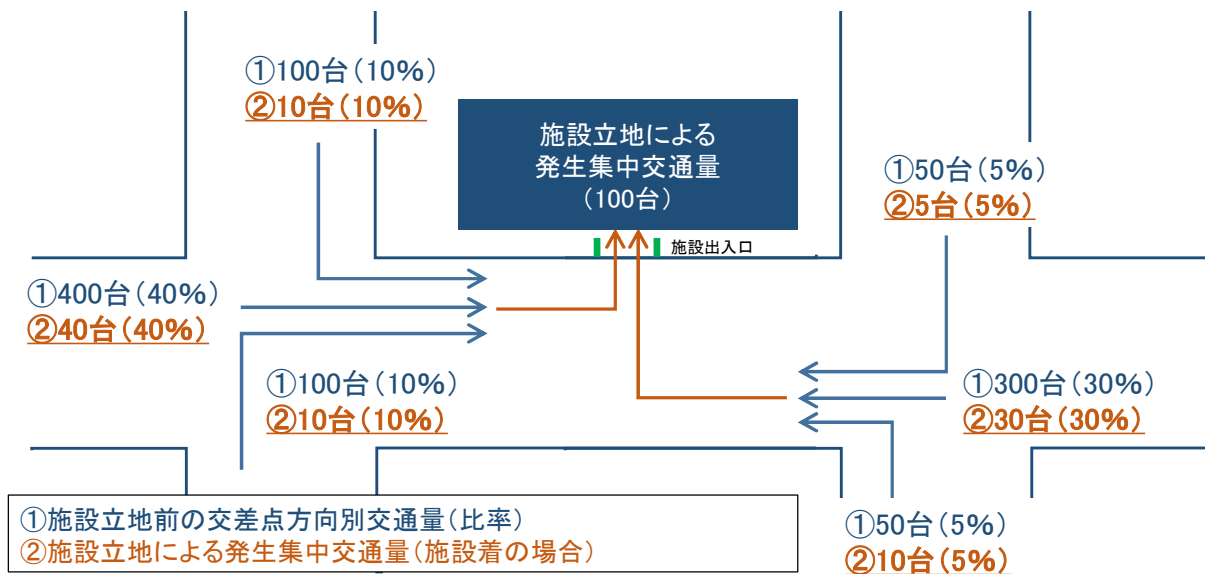 ①100台(10%)
②10台(10%)
施設立地による
発生集中交通量
(100台)
①50台(5%)
②5台(5%)
施設出入口
①400台(40%)
②40台(40%)
①100台(10%)
②10台(10%)
①300台(30%)
②30台(30%)
①施設立地前の交差点方向別交通量(比率)
②施設立地による発生集中交通量(施設着の場合)
①50台(5%)
②10台(5%)